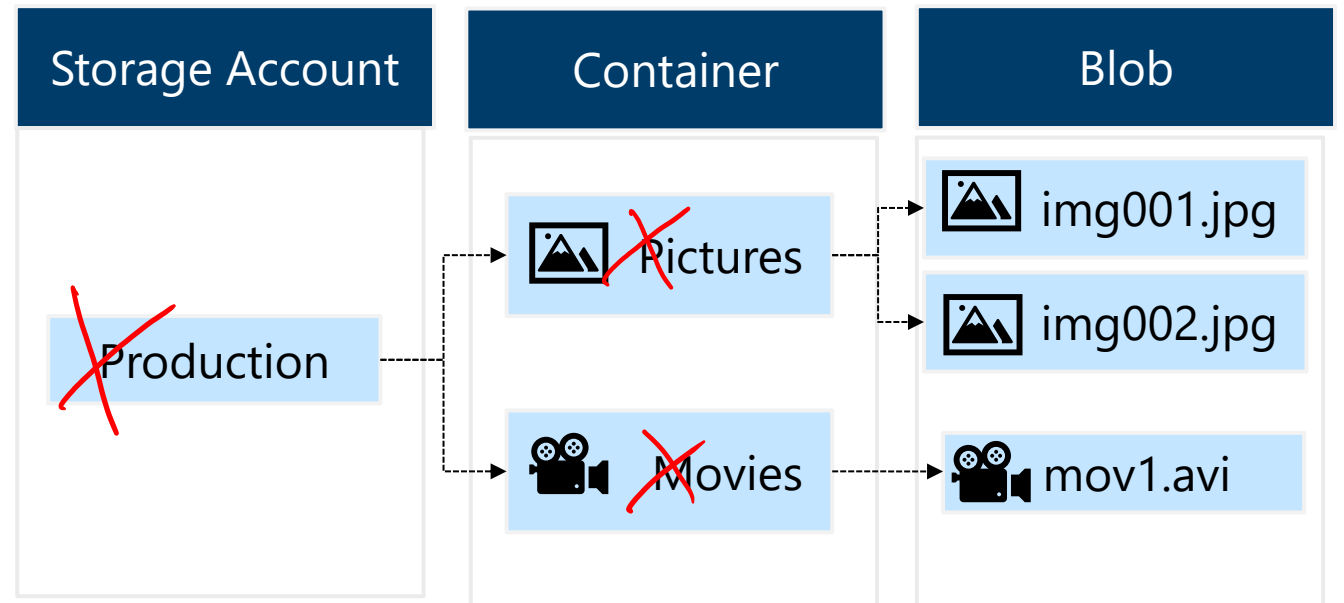 Storage Account
Container
Blob
Production
Pictures
Movies
img001.jpg
img002.jpg
mov1.avi